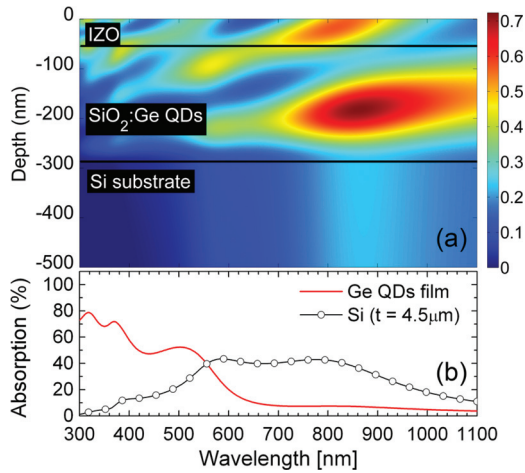 0
IZO
-100
Depth (nm)
SiO2:Ge QDs
-200
-300
Si substrate
-400
(a)
-500
0.7
0.6
0.5
0.4
0.3
0.2
0.1
0
100
80
60
40
20
0
Absorption (%)
Ge QDs film
Si (t = 4.5μm)
(b)
300 400 500 600 700 800 900 1000 1100
Wavelength [nm]